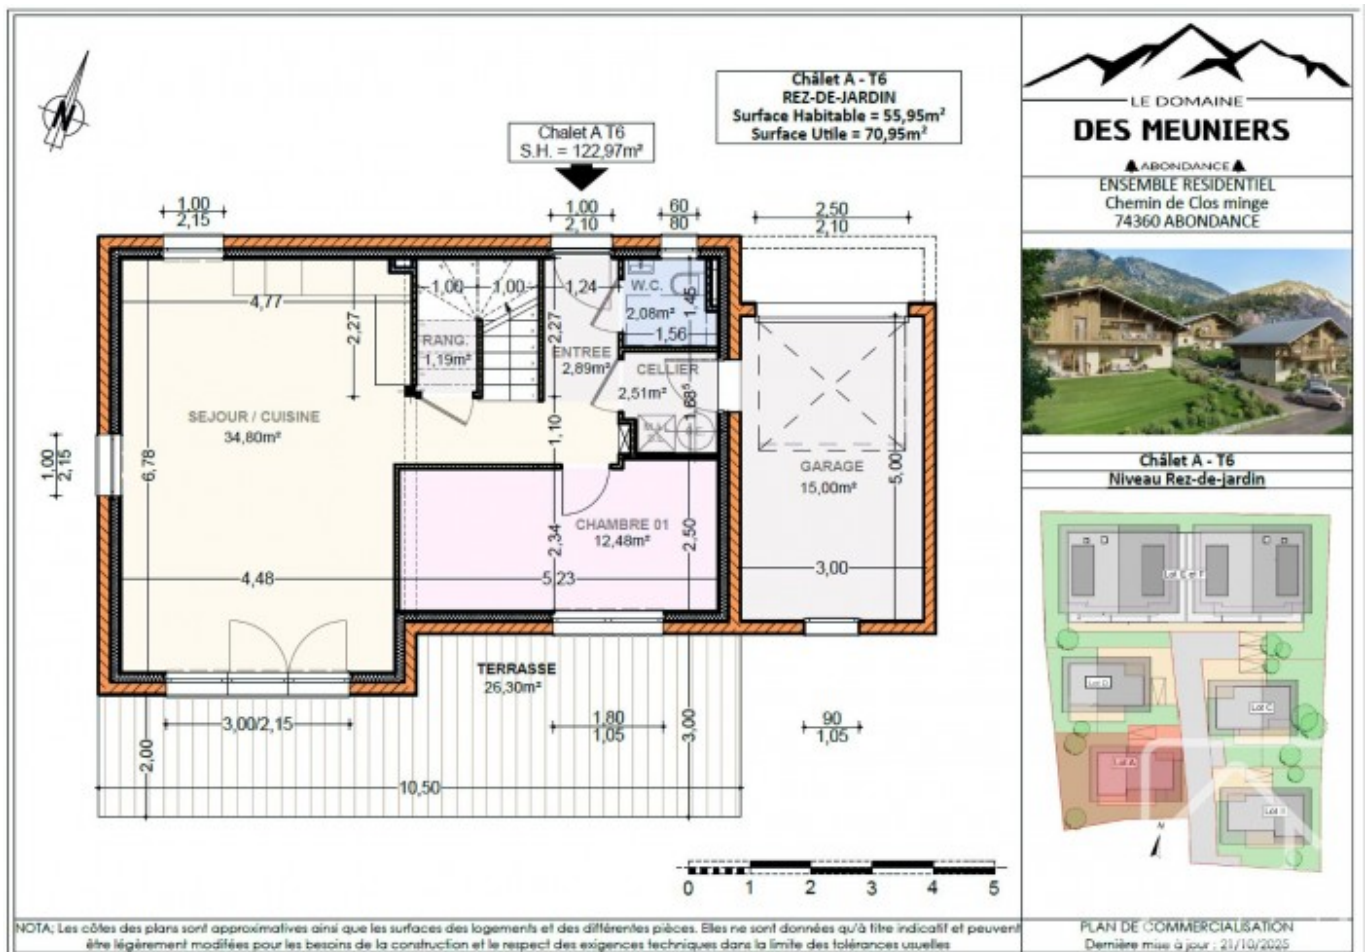 N
Châlet A - T6
REZ-DE-JARDIN
Surface Habitable = 55,95m²
Surface Utile = 70,95m²
Chalet A T6
S.H. = 122,97m²
1,00
2,15
1,00
2,10
60
80
2,50
2,10
4,77
1,00
1,00
1,24
W.C.
2,08m²
1,45
1,56
2,27
RANG.
1,19m²
2,27
ENTREE
2,89m²
CELLIER
2,51m²
1,68⁵
SEJOUR / CUISINE
34,80m²
1,10
1,00
2,15
6,78
GARAGE
15,00m²
5,00
CHAMBRE 01
12,48m²
2,34
2,50
4,48
5,23
3,00
TERRASSE
26,30m²
3,00/2,15
1,80
1,05
90
1,05
2,00
3,00
10,50
0 1 2 3 4 5
LE DOMAINE
DES MEUNIERS
ABONDANCE
ENSEMBLE RESIDENTIEL
Chemin de Clos minge
74360 ABONDANCE
Châlet A - T6
Niveau Rez-de-jardin
Lot E et F
Lot D
Lot C
Lot A
N
NOTA; Les côtes des plans sont approximatives ainsi que les surfaces des logements et des différentes pièces. Elles ne sont données qu'à titre indicatif et peuvent
être légèrement modifiées pour les besoins de la construction et le respect des exigences techniques dans la limite des tolérances usuelles
PLAN DE COMMERCIALISATION
Dernière mise à jour : 21/10/2025